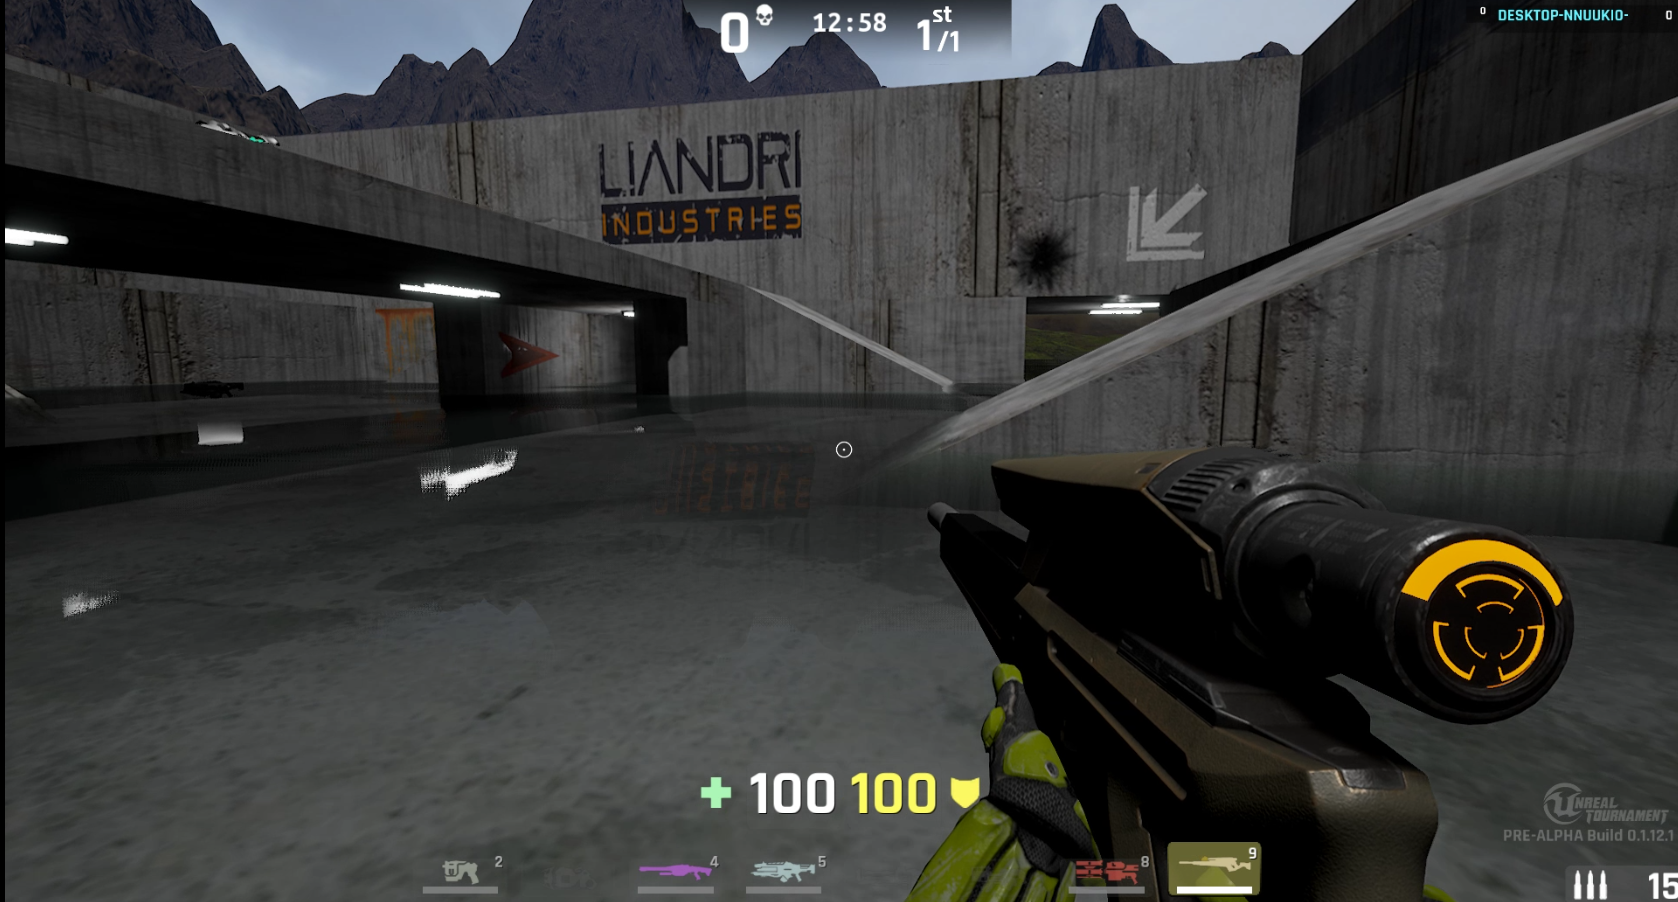 0 12:58 1st/1
0 DESKTOP-NNUUKIO- 0
LIANDRI
INDUSTRIES
100 100
2 4 5 8 9
UNREAL
TOURNAMENT
PRE-ALPHA Build 0.1.12.1
15